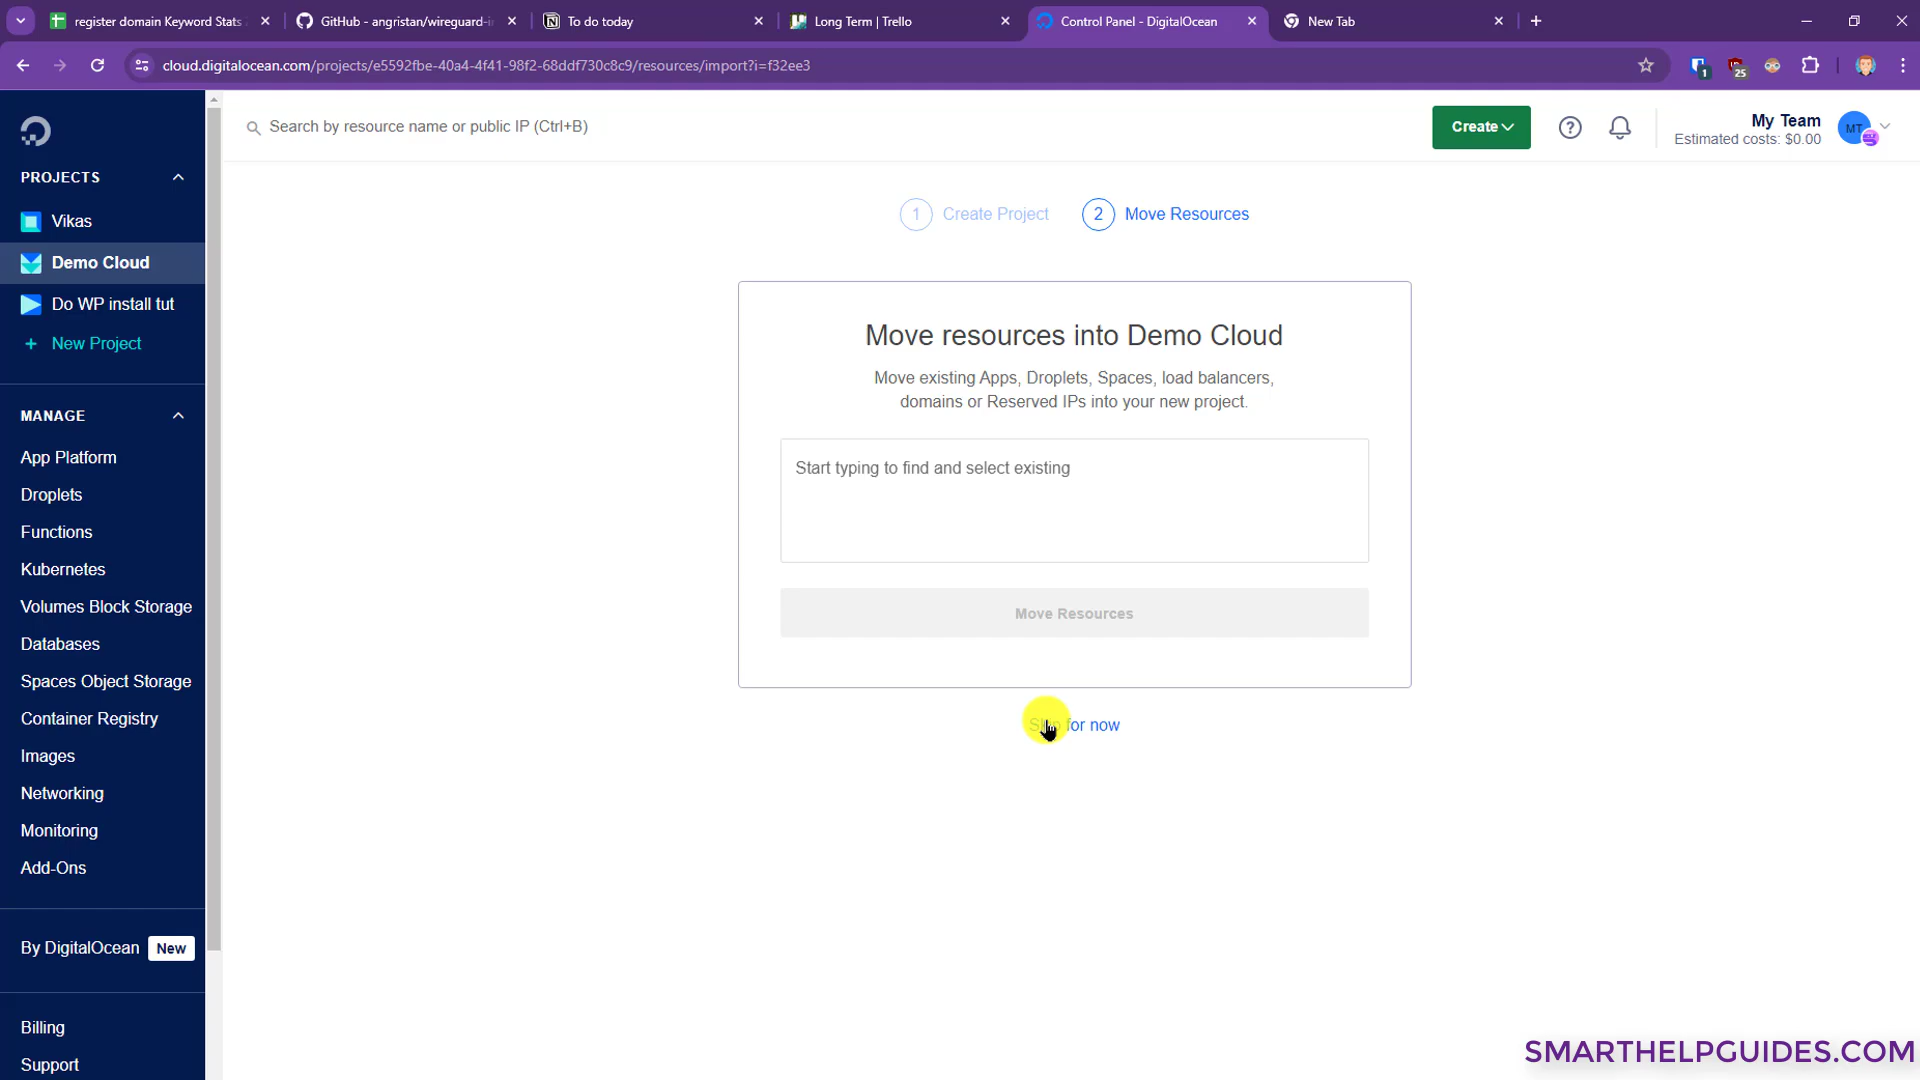 register domain Keyword Stats
GitHub - angristan/wireguard-i
To do today
Long Term | Trello
Control Panel - DigitalOcean
New Tab
cloud.digitalocean.com/projects/e5592fbe-40a4-4f41-98f2-68ddf730c8c9/resources/import?i=f32ee3
1
25
Search by resource name or public IP (Ctrl+B)
Create
My Team
Estimated costs: $0.00
MT
PROJECTS
Vikas
Demo Cloud
Do WP install tut
+ New Project
MANAGE
App Platform
Droplets
Functions
Kubernetes
Volumes Block Storage
Databases
Spaces Object Storage
Container Registry
Images
Networking
Monitoring
Add-Ons
By DigitalOcean New
Billing
Support
1 Create Project
2 Move Resources
Move resources into Demo Cloud
Move existing Apps, Droplets, Spaces, load balancers,
domains or Reserved IPs into your new project.
Start typing to find and select existing
Move Resources
Skip for now
SMARTHELPGUIDES.COM